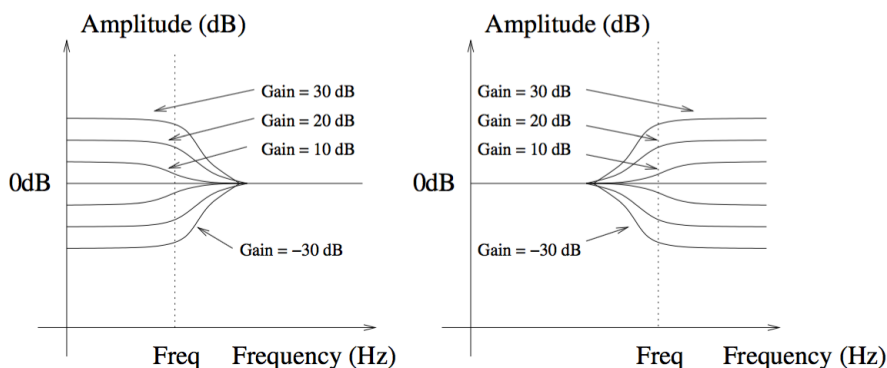 Amplitude (dB)
Gain = 30 dB
Gain = 20 dB
Gain = 10 dB
0dB
Gain = −30 dB
Freq
Frequency (Hz)
Amplitude (dB)
Gain = 30 dB
Gain = 20 dB
Gain = 10 dB
0dB
Gain = −30 dB
Freq
Frequency (Hz)